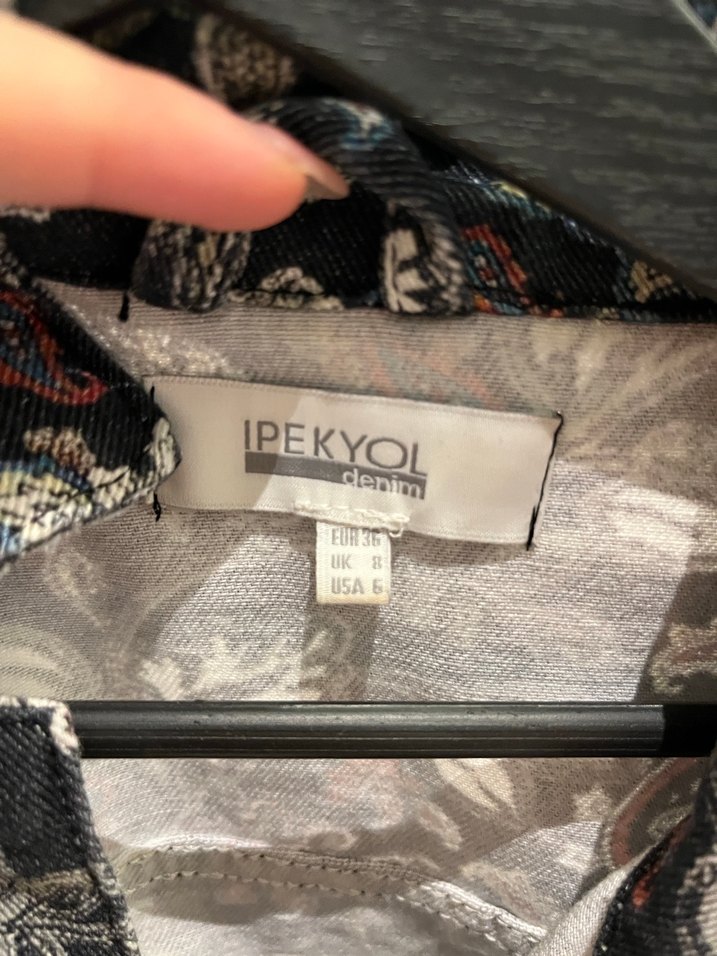 IPEKYOL
denim
EUR 36
UK 8
USA 6